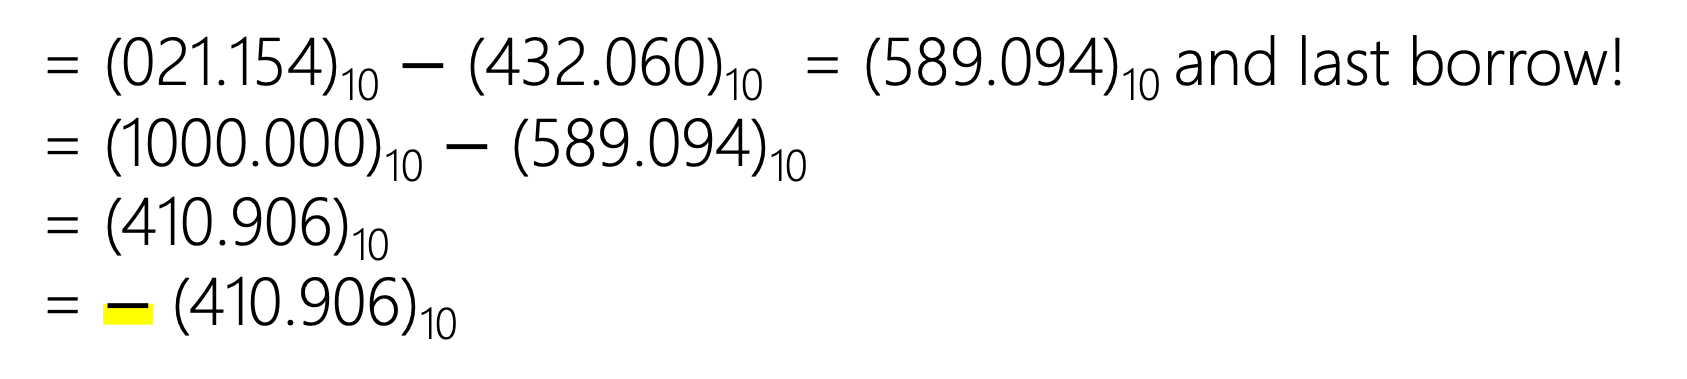 = (021.154)₁₀ − (432.060)₁₀ = (589.094)₁₀ and last borrow!
= (1000.000)₁₀ − (589.094)₁₀
= (410.906)₁₀
= − (410.906)₁₀